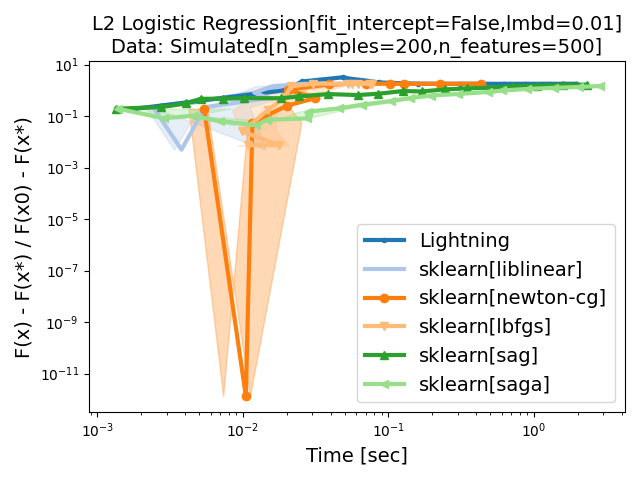 L2 Logistic Regression[fit_intercept=False,lmbd=0.01]
Data: Simulated[n_samples=200,n_features=500]
F(x) - F(x*) / F(x0) - F(x*)
10¹
10⁻¹
10⁻³
10⁻⁵
10⁻⁷
10⁻⁹
10⁻¹¹
Lightning
sklearn[liblinear]
sklearn[newton-cg]
sklearn[lbfgs]
sklearn[sag]
sklearn[saga]
10⁻³ 10⁻² 10⁻¹ 10⁰
Time [sec]